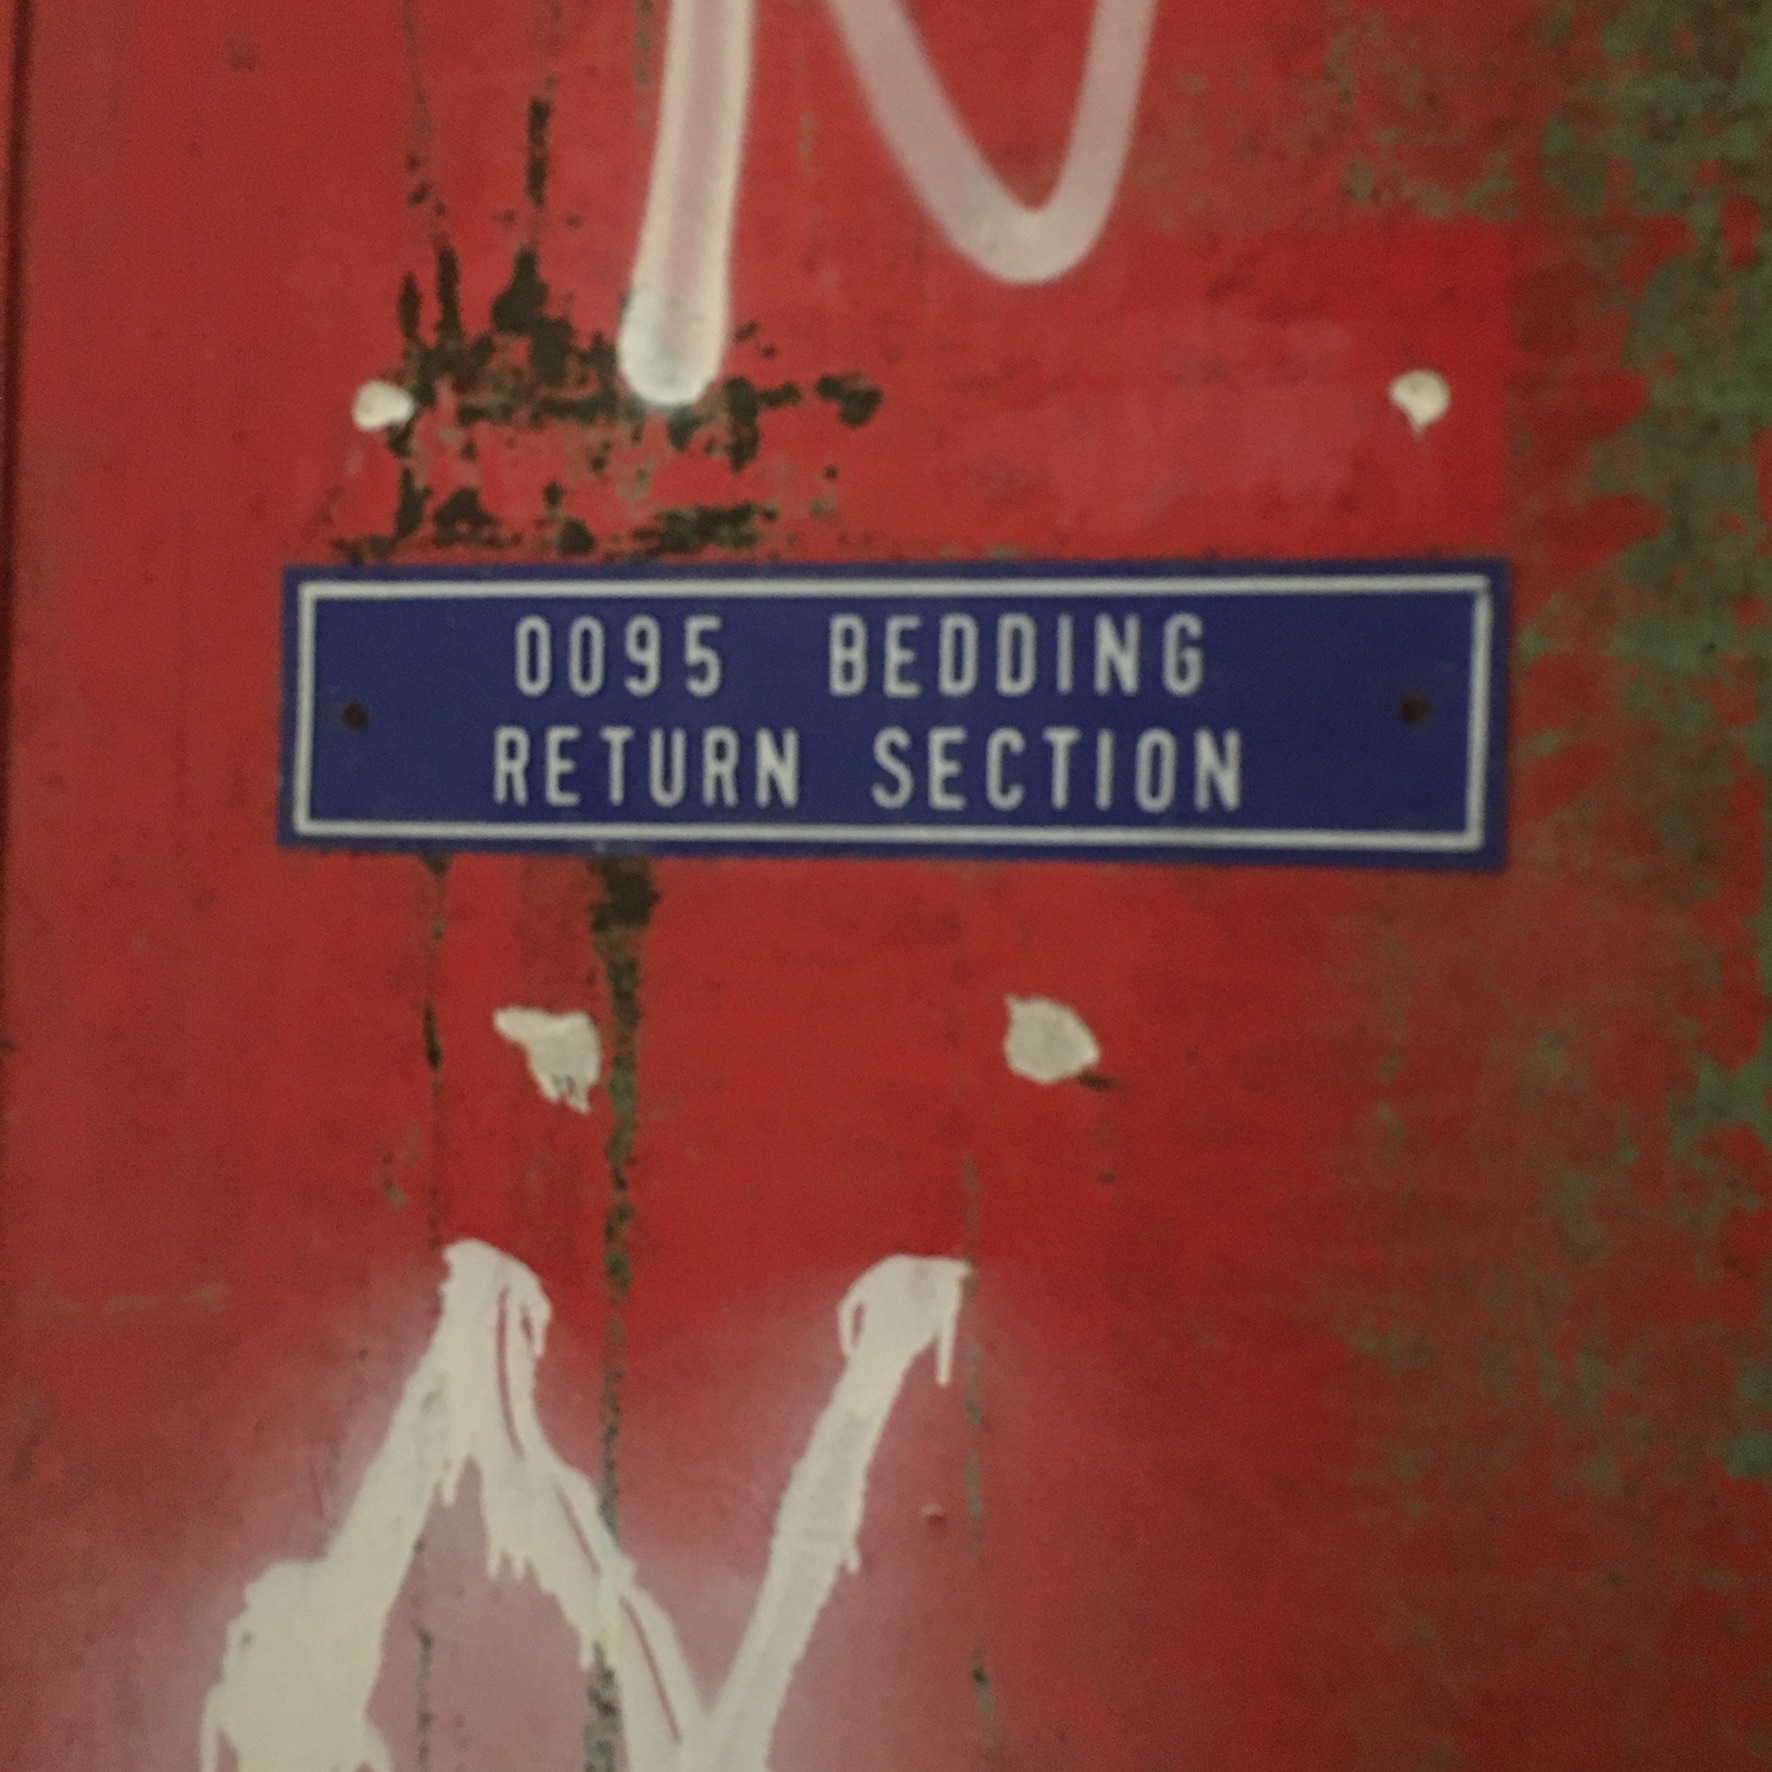 0095 BEDDING
RETURN SECTION